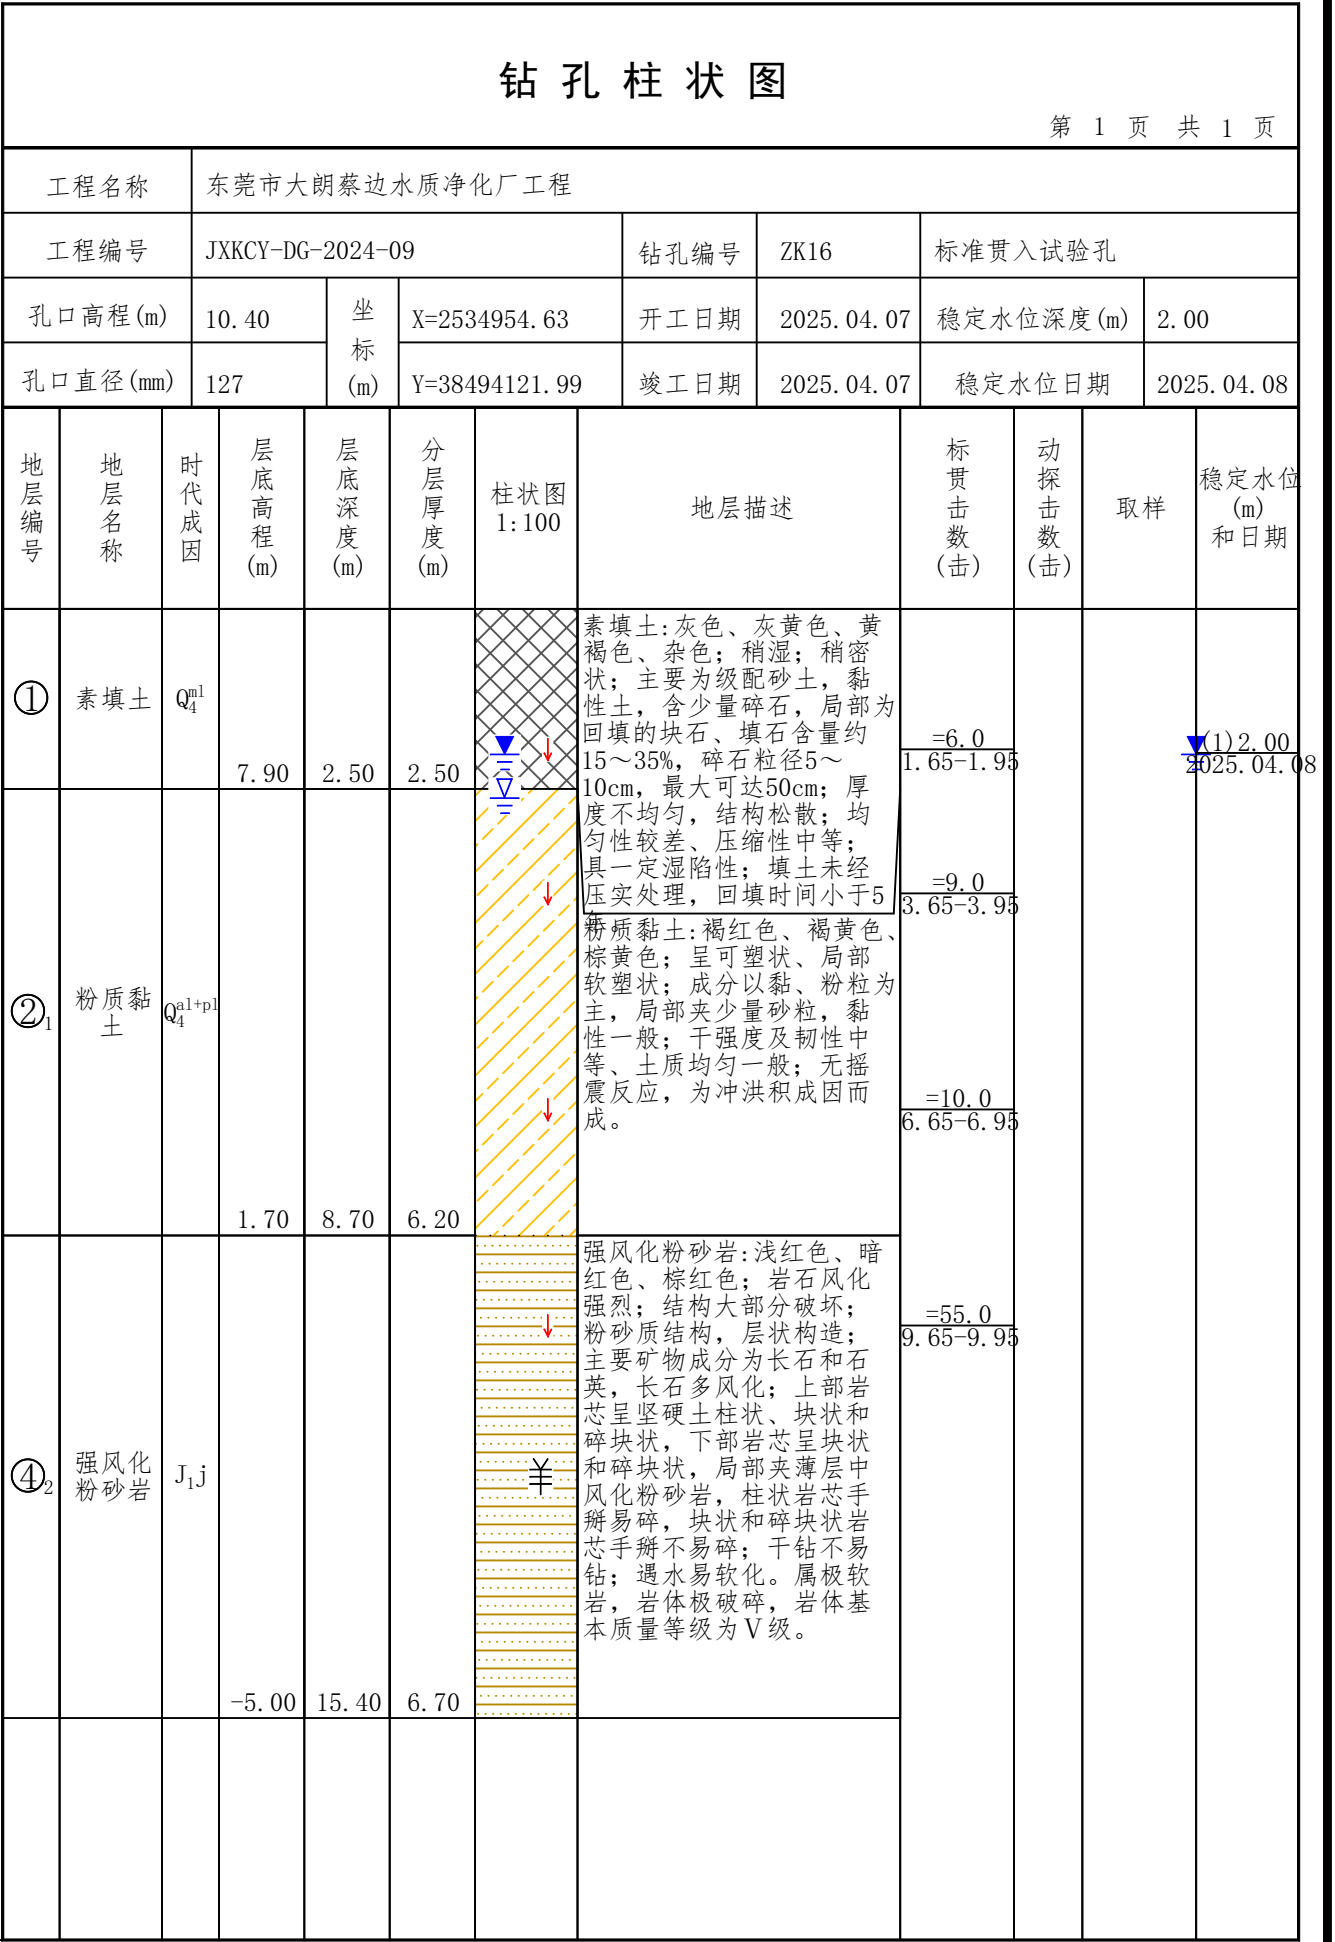 钻孔柱状图
第 1 页 共 1 页
工程名称 东莞市大朗蔡边水质净化厂工程
工程编号 JXKCY-DG-2024-09 钻孔编号 ZK16 标准贯入试验孔
孔口高程(m) 10.40 坐标(m) X=2534954.63 开工日期 2025.04.07 稳定水位深度(m) 2.00
孔口直径(mm) 127 Y=38494121.99 竣工日期 2025.04.07 稳定水位日期 2025.04.08
地层编号 地层名称 时代成因 层底高程(m) 层底深度(m) 分层厚度(m) 柱状图 1:100 地层描述 标贯击数(击) 动探击数(击) 取样 稳定水位(m)和日期
① 素填土 Q4ml 7.90 2.50 2.50
素填土:灰色、灰黄色、黄
褐色、杂色；稍湿；稍密
状；主要为级配砂土，黏
性土，含少量碎石，局部为
回填的块石、填石含量约
15～35%，碎石粒径5～
10cm，最大可达50cm；厚
度不均匀，结构松散；均
匀性较差、压缩性中等；
具一定湿陷性；填土未经
压实处理，回填时间小于5
年。
=6.0
1.65-1.95
(1)2.00
2025.04.08
②1 粉质黏土 Q4al+pl 1.70 8.70 6.20
粉质黏土:褐红色、褐黄色、
棕黄色；呈可塑状、局部
软塑状；成分以黏、粉粒为
主，局部夹少量砂粒，黏
性一般；干强度及韧性中
等、土质均匀一般；无摇
震反应，为冲洪积成因而
成。
=9.0
3.65-3.95
=10.0
6.65-6.95
④2 强风化粉砂岩 J1j -5.00 15.40 6.70
强风化粉砂岩:浅红色、暗
红色、棕红色；岩石风化
强烈；结构大部分破坏；
粉砂质结构，层状构造；
主要矿物成分为长石和石
英，长石多风化；上部岩
芯呈坚硬土柱状、块状和
碎块状，下部岩芯呈块状
和碎块状，局部夹薄层中
风化粉砂岩，柱状岩芯手
掰易碎，块状和碎块状岩
芯手掰不易碎；干钻不易
钻；遇水易软化。属极软
岩，岩体极破碎，岩体基
本质量等级为Ⅴ级。
=55.0
9.65-9.95